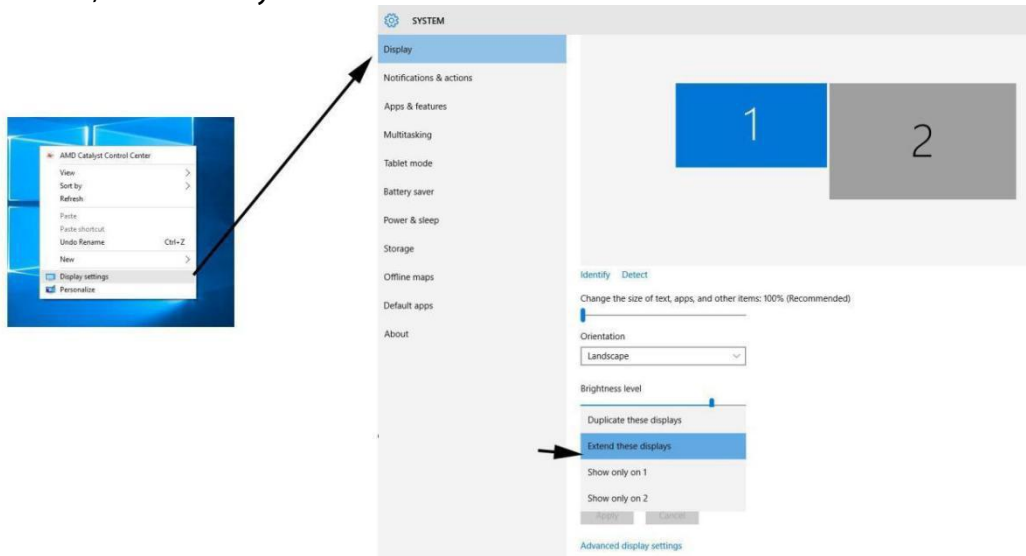 SYSTEM
Display
Notifications & actions
Apps & features
Multitasking
Tablet mode
Battery saver
Power & sleep
Storage
Offline maps
Default apps
About
AMD Catalyst Control Center
View
Sort by
Refresh
Paste
Paste shortcut
Undo Rename Ctrl+Z
New
Display settings
Personalize
1
2
Identify Detect
Change the size of text, apps, and other items: 100% (Recommended)
Orientation
Landscape
Brightness level
Duplicate these displays
Extend these displays
Show only on 1
Show only on 2
Apply Cancel
Advanced display settings